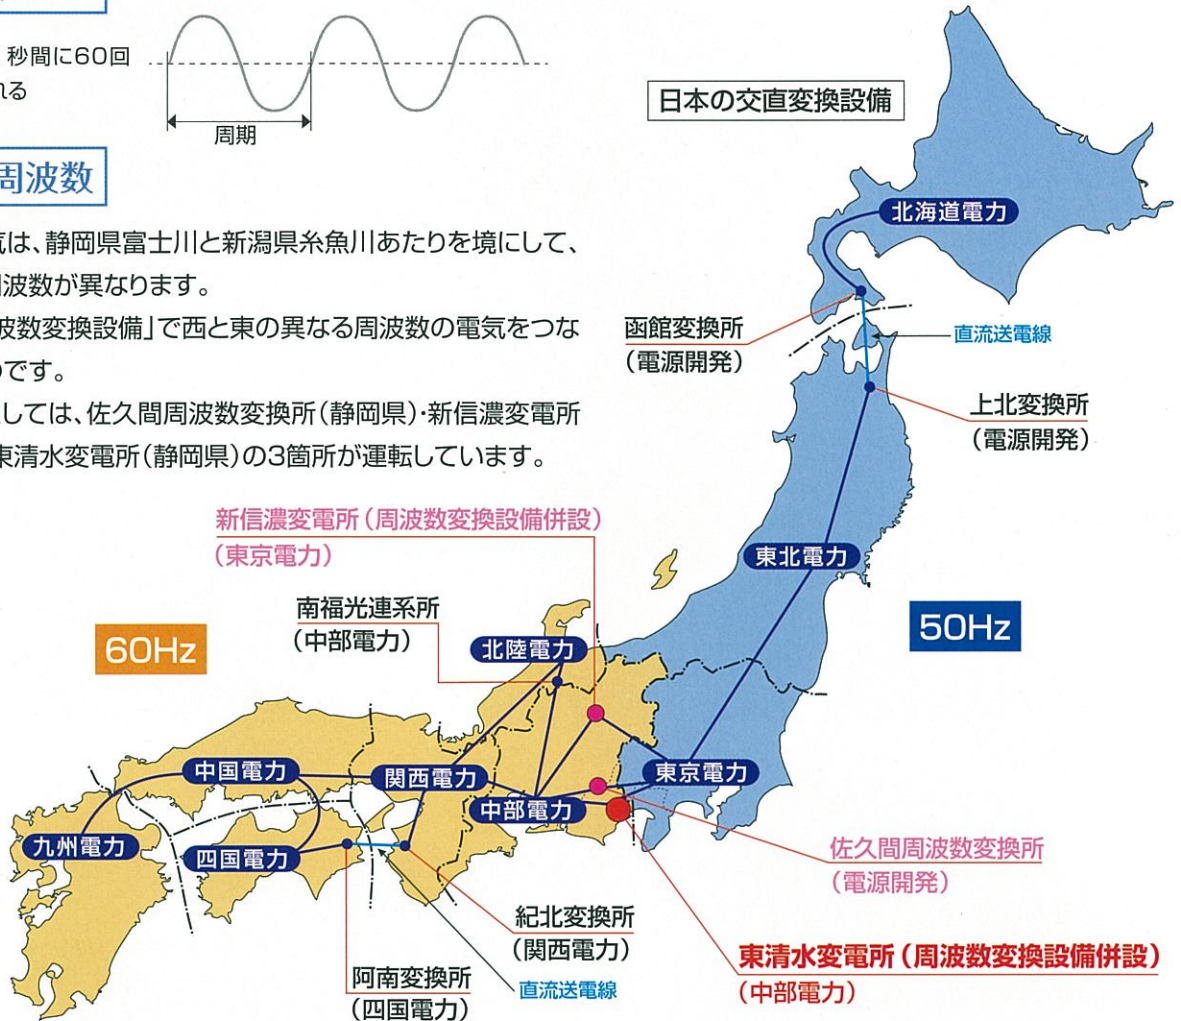 秒間に60回
れる
周期
周波数
気は、静岡県富士川と新潟県糸魚川あたりを境にして、
周波数が異なります。
波数変換設備」で西と東の異なる周波数の電気をつな
のです。
しては、佐久間周波数変換所（静岡県）・新信濃変電所
東清水変電所（静岡県）の3箇所が運転しています。
日本の交直変換設備
北海道電力
函館変換所
（電源開発）
直流送電線
上北変換所
（電源開発）
新信濃変電所（周波数変換設備併設）
（東京電力）
東北電力
南福光連系所
（中部電力）
50Hz
60Hz
北陸電力
中国電力
関西電力
東京電力
中部電力
九州電力
四国電力
佐久間周波数変換所
（電源開発）
紀北変換所
（関西電力）
東清水変電所（周波数変換設備併設）
（中部電力）
阿南変換所
（四国電力）
直流送電線